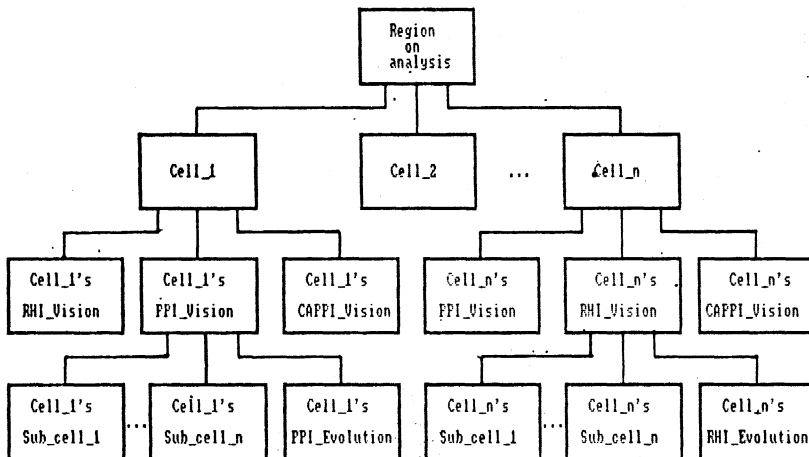 Region
on
analysis
Cell_1
Cell_2
...
Cell_n
Cell_1's
RHI_Vision
Cell_1's
PPI_Vision
Cell_1's
CAPPI_Vision
Cell_n's
PPI_Vision
Cell_n's
RHI_Vision
Cell_n's
CAPPI_Vision
Cell_1's
Sub_cell_1
...
Cell_1's
Sub_cell_n
Cell_1's
PPI_Evolution
Cell_n's
Sub_cell_1
...
Cell_n's
Sub_cell_n
Cell_n's
RHI_Evolution